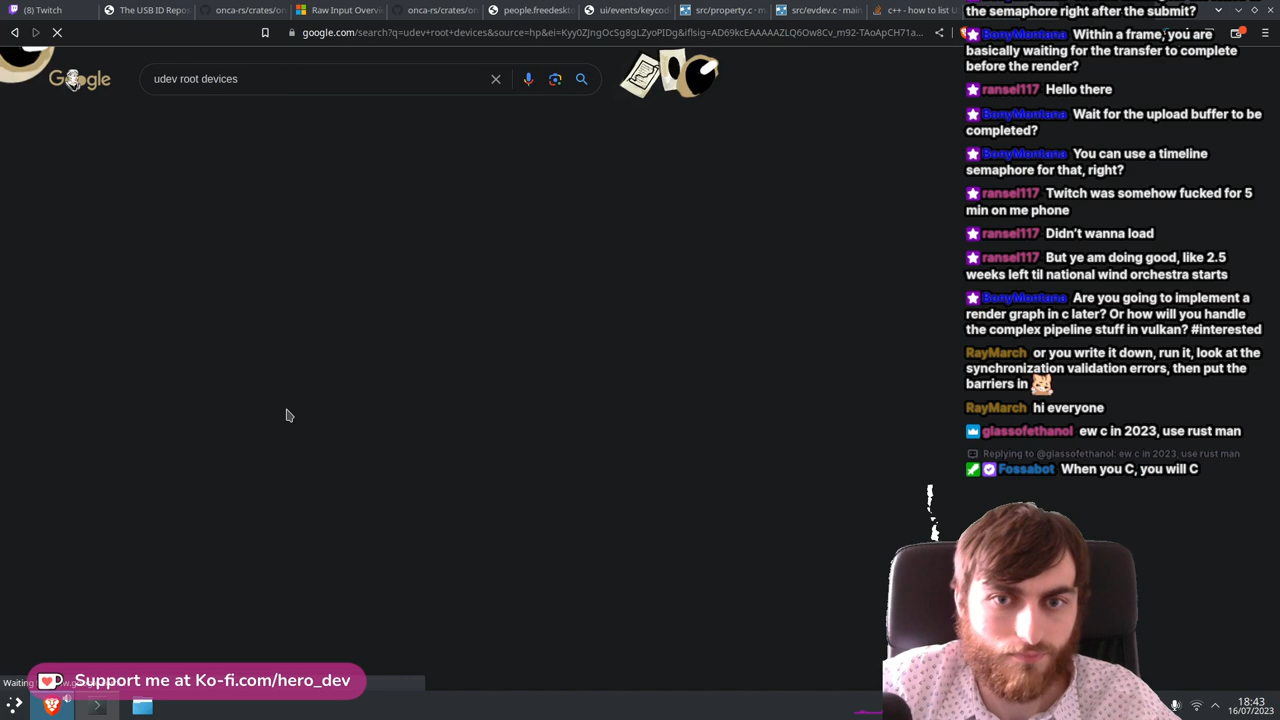 (8) Twitch
The USB ID Repos
onca-rs/crates/on
Raw Input Overvi
onca-rs/crates/on
people.freedeskt
ui/events/keycod
src/property.c · m
src/evdev.c · main
c++ - how to list U
google.com/search?q=udev+root+devices&source=hp&ei=Kyy0ZJngOcSg8gLZyoPIDg&iflsig=AD69kcEAAAAAZLQ6Ow8Cv_m92-TAoApCH71a...
Google
udev root devices
the semaphore right after the submit?
BonyMontana Within a frame, you are
basically waiting for the transfer to complete
before the render?
ransel117 Hello there
BonyMontana Wait for the upload buffer to be
completed?
BonyMontana You can use a timeline
semaphore for that, right?
ransel117 Twitch was somehow fucked for 5
min on me phone
ransel117 Didn't wanna load
ransel117 But ye am doing good, like 2.5
weeks left til national wind orchestra starts
BonyMontana Are you going to implement a
render graph in c later? Or how will you handle
the complex pipeline stuff in vulkan? #interested
RayMarch or you write it down, run it, look at the
synchronization validation errors, then put the
barriers in
RayMarch hi everyone
glassofethanol ew c in 2023, use rust man
Replying to @glassofethanol: ew c in 2023, use rust man
Fossabot When you C, you will C
Support me at Ko-fi.com/hero_dev
Waiting
18:43
16/07/2023